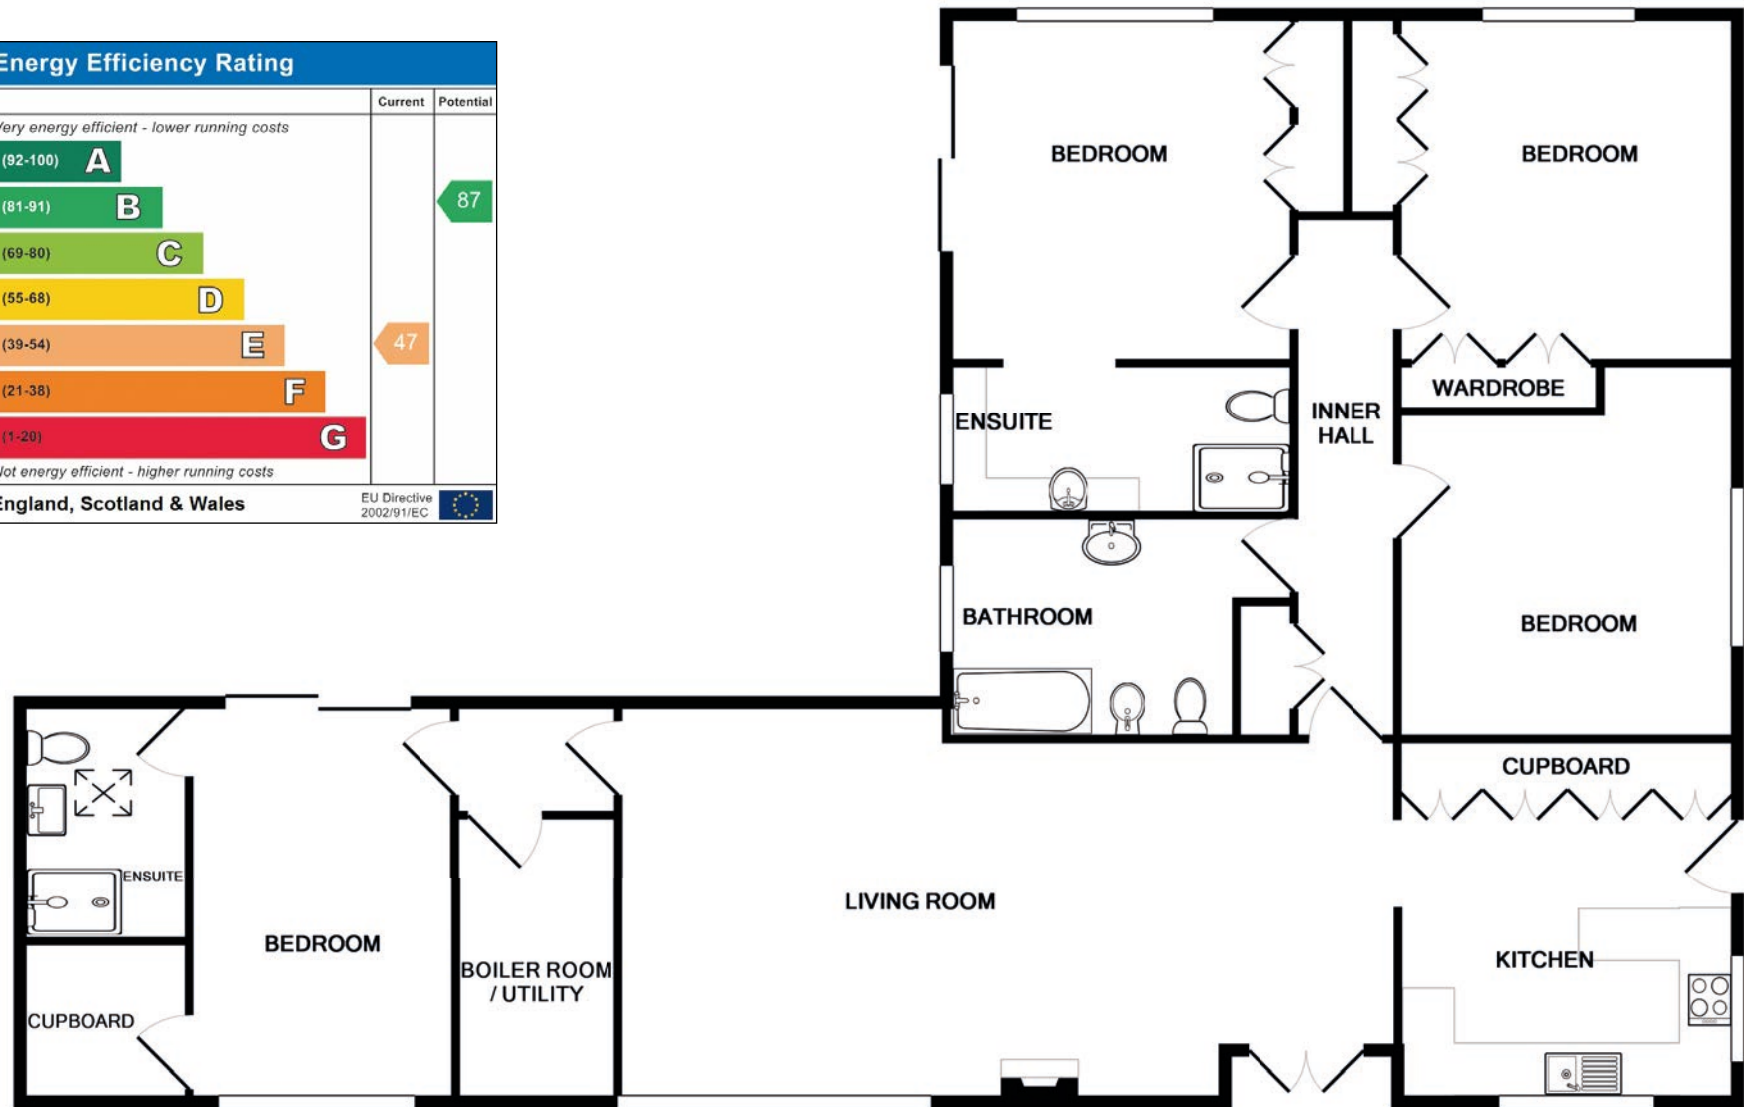 Energy Efficiency Rating
Current Potential
Very energy efficient - lower running costs
(92-100) A
(81-91) B
87
(69-80) C
(55-68) D
(39-54) E
47
(21-38) F
(1-20) G
Not energy efficient - higher running costs
England, Scotland & Wales
EU Directive
2002/91/EC
BEDROOM
BEDROOM
WARDROBE
ENSUITE
INNER
HALL
BATHROOM
BEDROOM
CUPBOARD
ENSUITE
LIVING ROOM
BEDROOM
KITCHEN
BOILER ROOM
/ UTILITY
CUPBOARD